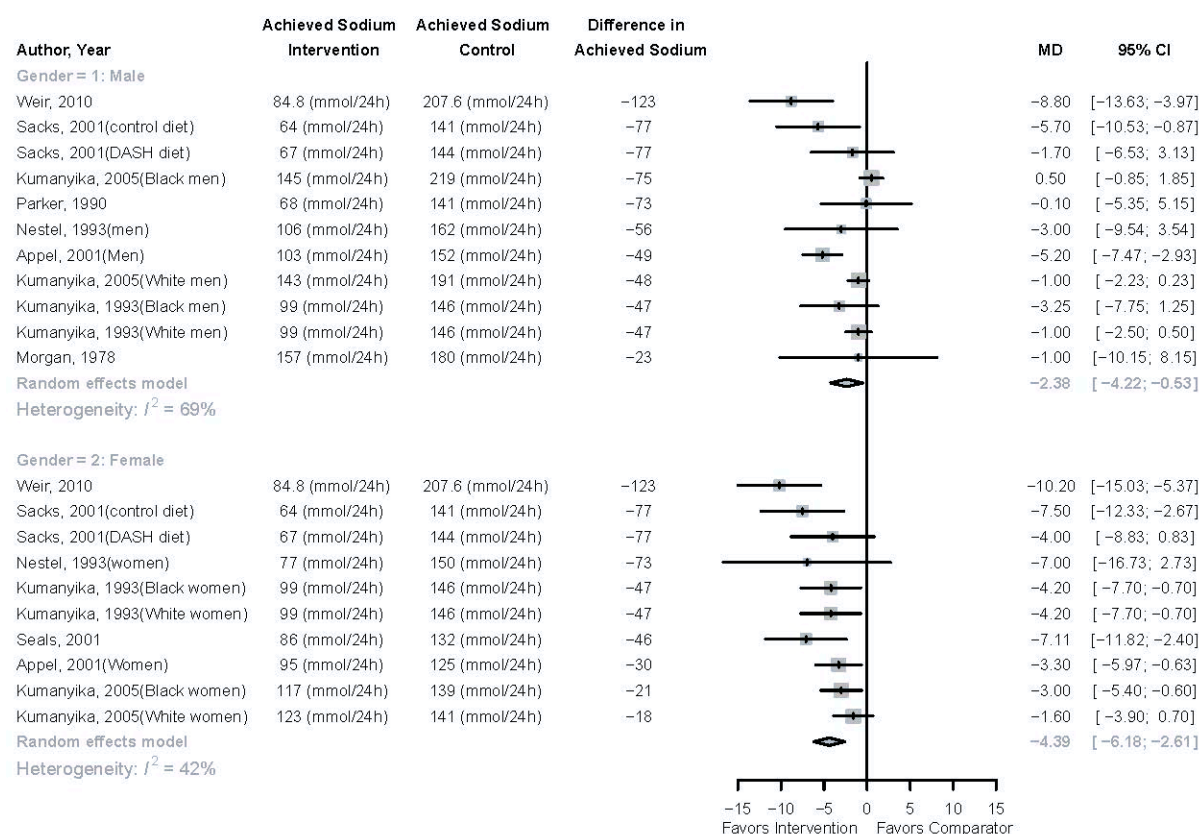 Achieved Sodium Achieved Sodium Difference in
Author, Year Intervention Control Achieved Sodium MD 95% CI
Gender = 1: Male
Weir, 2010 84.8 (mmol/24h) 207.6 (mmol/24h) −123 −8.80 [−13.63; −3.97]
Sacks, 2001(control diet) 64 (mmol/24h) 141 (mmol/24h) −77 −5.70 [−10.53; −0.87]
Sacks, 2001(DASH diet) 67 (mmol/24h) 144 (mmol/24h) −77 −1.70 [ −6.53; 3.13]
Kumanyika, 2005(Black men) 145 (mmol/24h) 219 (mmol/24h) −75 0.50 [ −0.85; 1.85]
Parker, 1990 68 (mmol/24h) 141 (mmol/24h) −73 −0.10 [ −5.35; 5.15]
Nestel, 1993(men) 106 (mmol/24h) 162 (mmol/24h) −56 −3.00 [ −9.54; 3.54]
Appel, 2001(Men) 103 (mmol/24h) 152 (mmol/24h) −49 −5.20 [ −7.47; −2.93]
Kumanyika, 2005(White men) 143 (mmol/24h) 191 (mmol/24h) −48 −1.00 [ −2.23; 0.23]
Kumanyika, 1993(Black men) 99 (mmol/24h) 146 (mmol/24h) −47 −3.25 [ −7.75; 1.25]
Kumanyika, 1993(White men) 99 (mmol/24h) 146 (mmol/24h) −47 −1.00 [ −2.50; 0.50]
Morgan, 1978 157 (mmol/24h) 180 (mmol/24h) −23 −1.00 [−10.15; 8.15]
Random effects model −2.38 [ −4.22; −0.53]
Heterogeneity: I² = 69%
Gender = 2: Female
Weir, 2010 84.8 (mmol/24h) 207.6 (mmol/24h) −123 −10.20 [−15.03; −5.37]
Sacks, 2001(control diet) 64 (mmol/24h) 141 (mmol/24h) −77 −7.50 [−12.33; −2.67]
Sacks, 2001(DASH diet) 67 (mmol/24h) 144 (mmol/24h) −77 −4.00 [ −8.83; 0.83]
Nestel, 1993(women) 77 (mmol/24h) 150 (mmol/24h) −73 −7.00 [−16.73; 2.73]
Kumanyika, 1993(Black women) 99 (mmol/24h) 146 (mmol/24h) −47 −4.20 [ −7.70; −0.70]
Kumanyika, 1993(White women) 99 (mmol/24h) 146 (mmol/24h) −47 −4.20 [ −7.70; −0.70]
Seals, 2001 86 (mmol/24h) 132 (mmol/24h) −46 −7.11 [−11.82; −2.40]
Appel, 2001(Women) 95 (mmol/24h) 125 (mmol/24h) −30 −3.30 [ −5.97; −0.63]
Kumanyika, 2005(Black women) 117 (mmol/24h) 139 (mmol/24h) −21 −3.00 [ −5.40; −0.60]
Kumanyika, 2005(White women) 123 (mmol/24h) 141 (mmol/24h) −18 −1.60 [ −3.90; 0.70]
Random effects model −4.39 [ −6.18; −2.61]
Heterogeneity: I² = 42%
−15 −10 −5 0 5 10 15
Favors Intervention Favors Comparator